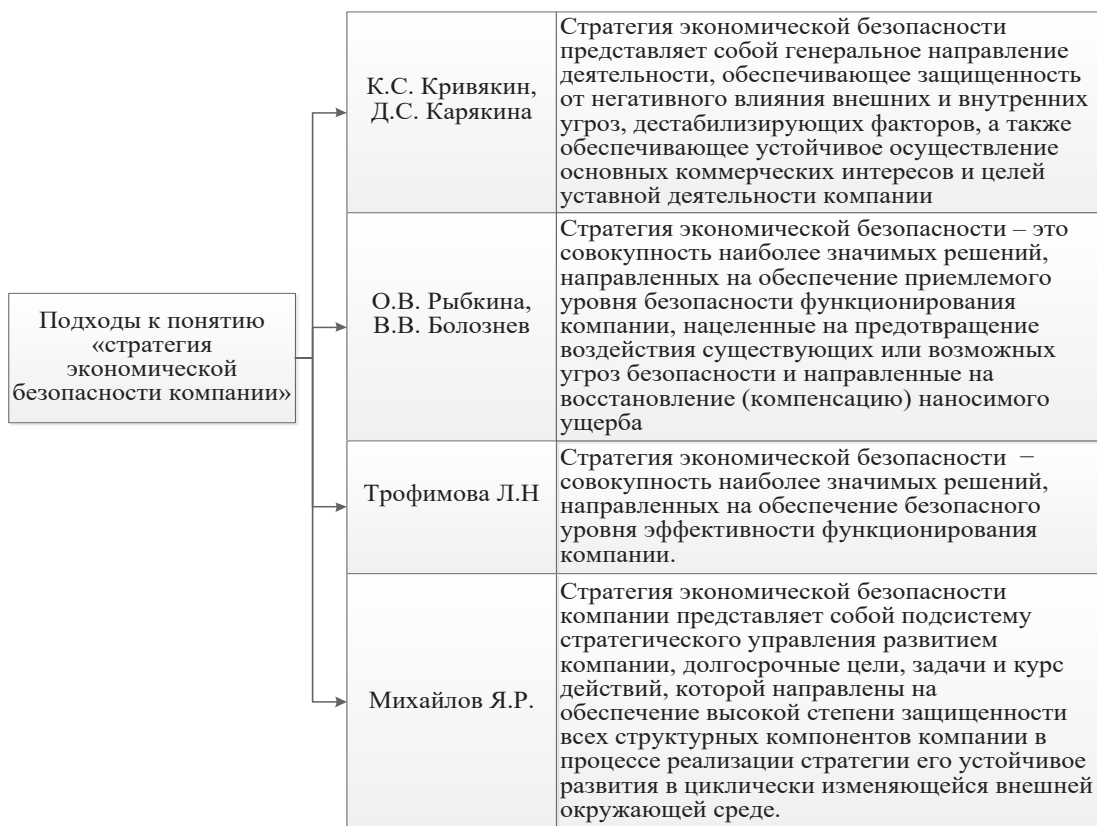 Подходы к понятию
«стратегия
экономической
безопасности компании»
К.С. Кривякин,
Д.С. Карякина
Стратегия экономической безопасности
представляет собой генеральное направление
деятельности, обеспечивающее защищенность
от негативного влияния внешних и внутренних
угроз, дестабилизирующих факторов, а также
обеспечивающее устойчивое осуществление
основных коммерческих интересов и целей
уставной деятельности компании
О.В. Рыбкина,
В.В. Болознев
Стратегия экономической безопасности – это
совокупность наиболее значимых решений,
направленных на обеспечение приемлемого
уровня безопасности функционирования
компании, нацеленные на предотвращение
воздействия существующих или возможных
угроз безопасности и направленные на
восстановление (компенсацию) наносимого
ущерба
Трофимова Л.Н
Стратегия экономической безопасности −
совокупность наиболее значимых решений,
направленных на обеспечение безопасного
уровня эффективности функционирования
компании.
Михайлов Я.Р.
Стратегия экономической безопасности
компании представляет собой подсистему
стратегического управления развитием
компании, долгосрочные цели, задачи и курс
действий, которой направлены на
обеспечение высокой степени защищенности
всех структурных компонентов компании в
процессе реализации стратегии его устойчивое
развития в циклически изменяющейся внешней
окружающей среде.